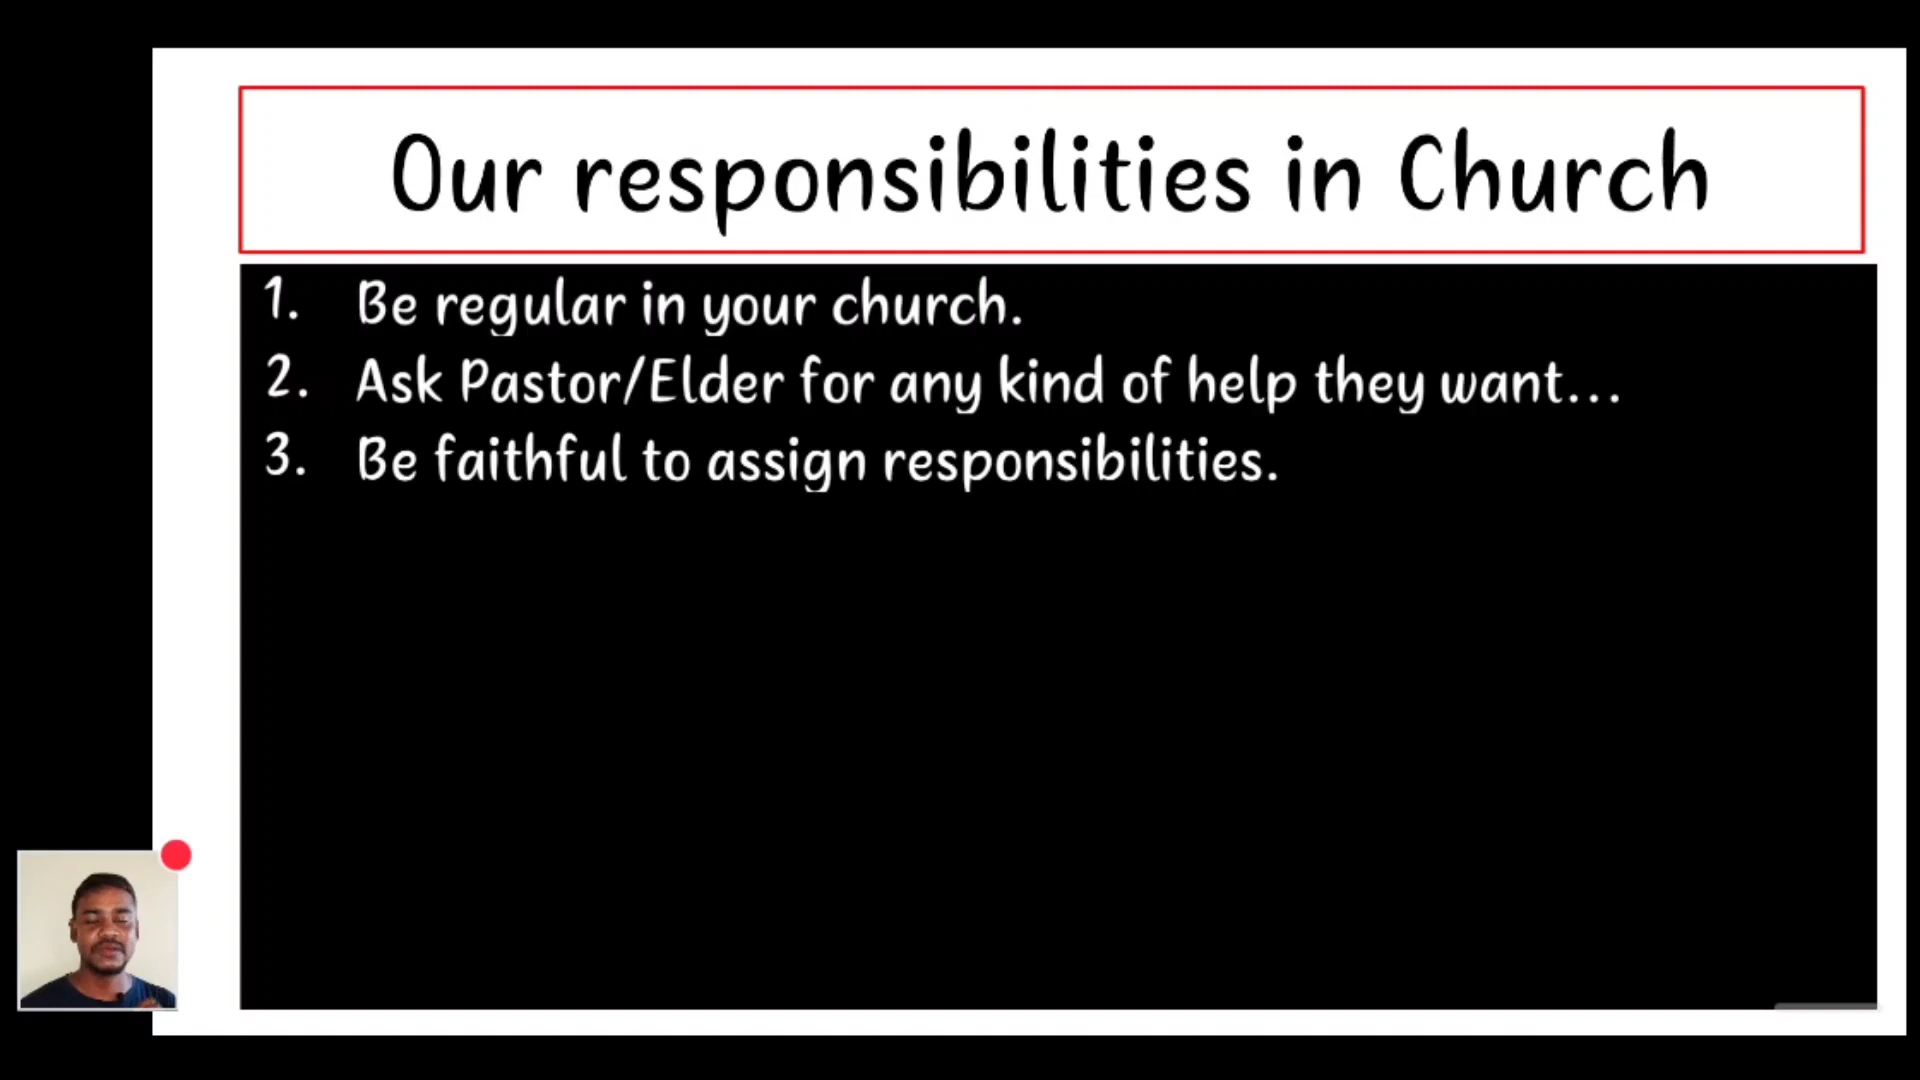 Our responsibilities in Church
1. Be regular in your church.
2. Ask Pastor/Elder for any kind of help they want...
3. Be faithful to assign responsibilities.